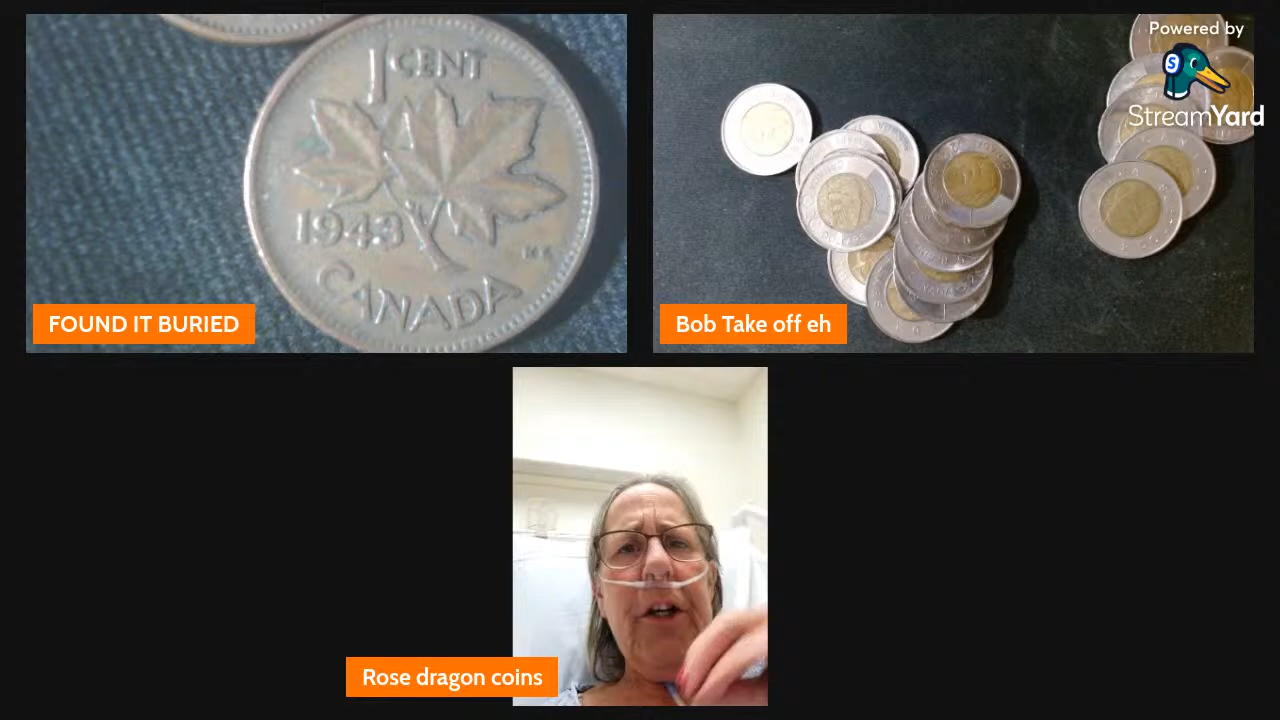 Powered by
StreamYard
1 CENT
1943
CANADA
FOUND IT BURIED
Bob Take off eh
Rose dragon coins